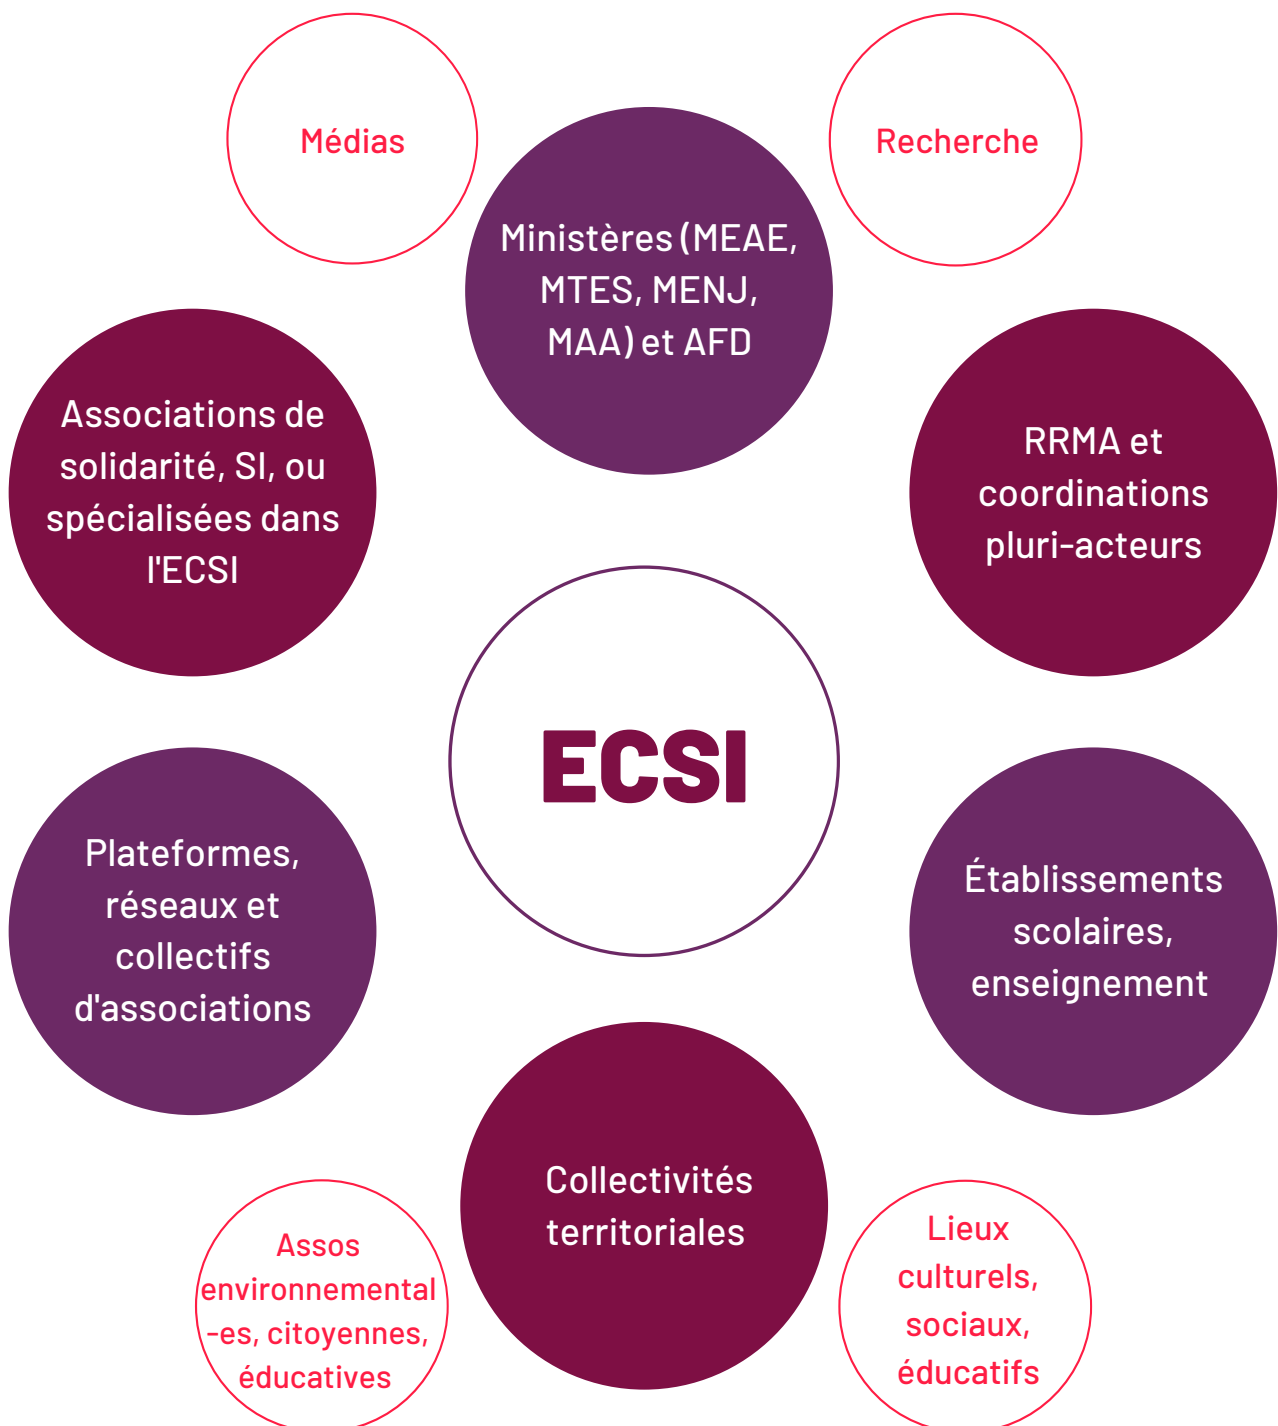 Médias
Recherche
Ministères (MEAE,
MTES, MENJ,
MAA) et AFD
Associations de
solidarité, SI, ou
spécialisées dans
l'ECSI
RRMA et
coordinations
pluri-acteurs
ECSI
Plateformes,
réseaux et
collectifs
d'associations
Établissements
scolaires,
enseignement
Collectivités
territoriales
Assos
environnemental
-es, citoyennes,
éducatives
Lieux
culturels,
sociaux,
éducatifs